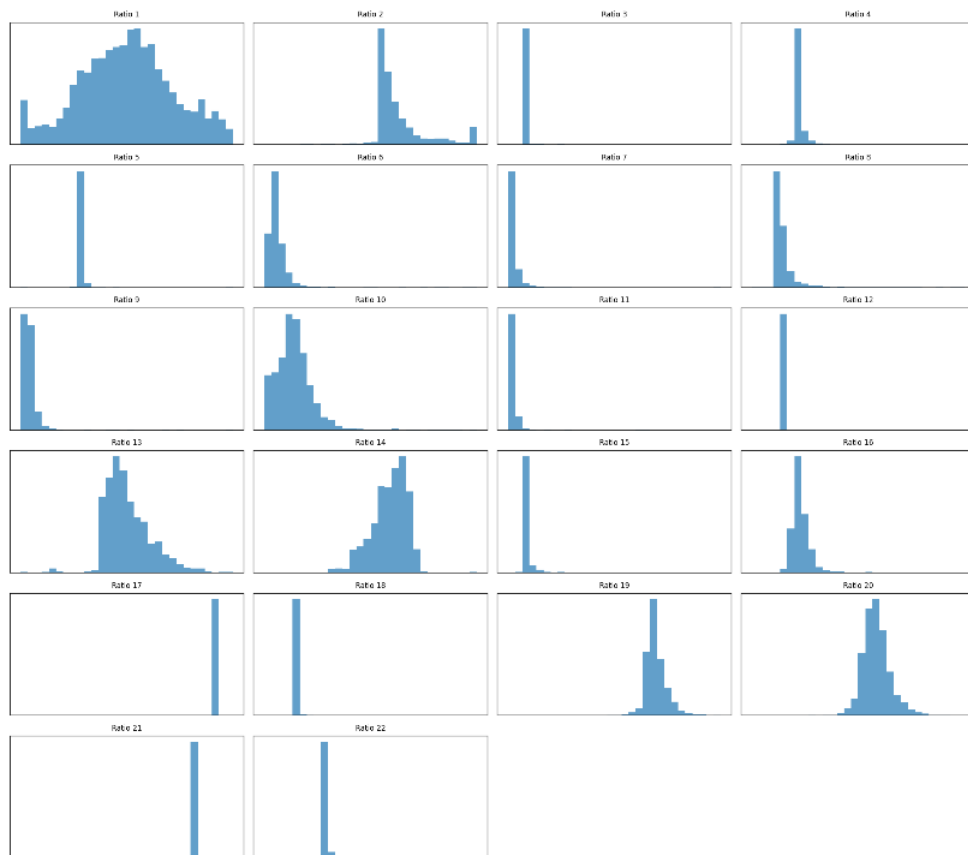 Ratio 1
Ratio 2
Ratio 3
Ratio 4
Ratio 5
Ratio 6
Ratio 7
Ratio 8
Ratio 9
Ratio 10
Ratio 11
Ratio 12
Ratio 13
Ratio 14
Ratio 15
Ratio 16
Ratio 17
Ratio 18
Ratio 19
Ratio 20
Ratio 21
Ratio 22